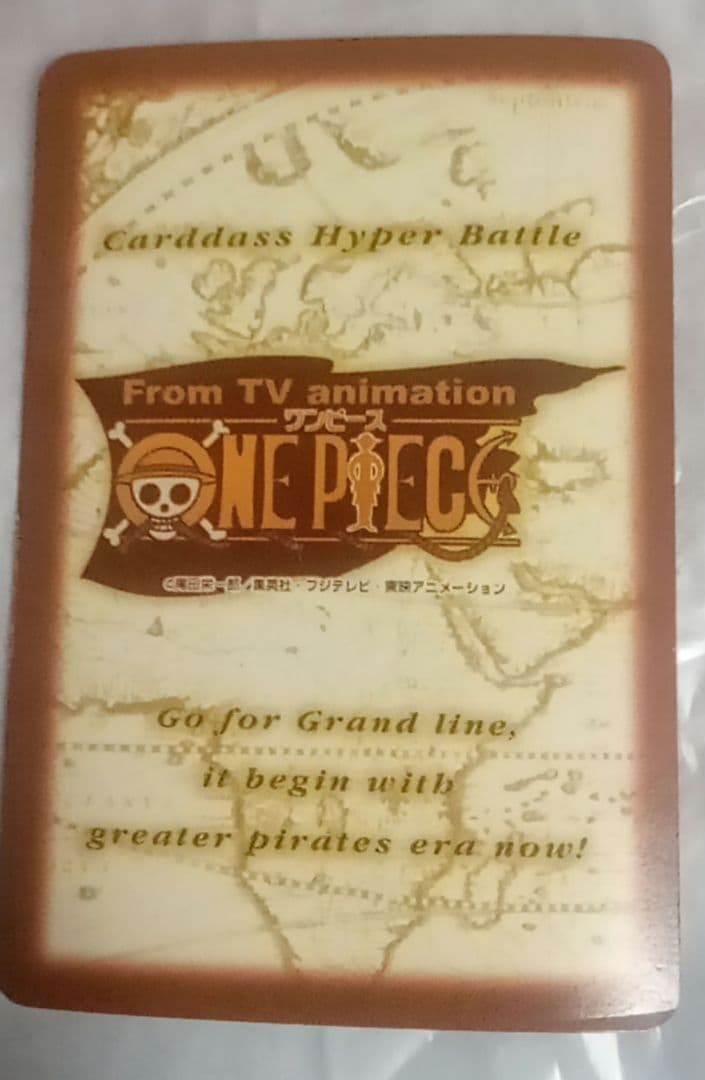 Carddass Hyper Battle
From TV animation
ワンピース
ONE PIECE
©尾田栄一郎/集英社・フジテレビ・東映アニメーション
Go for Grand line,
it begin with
greater pirates era now!